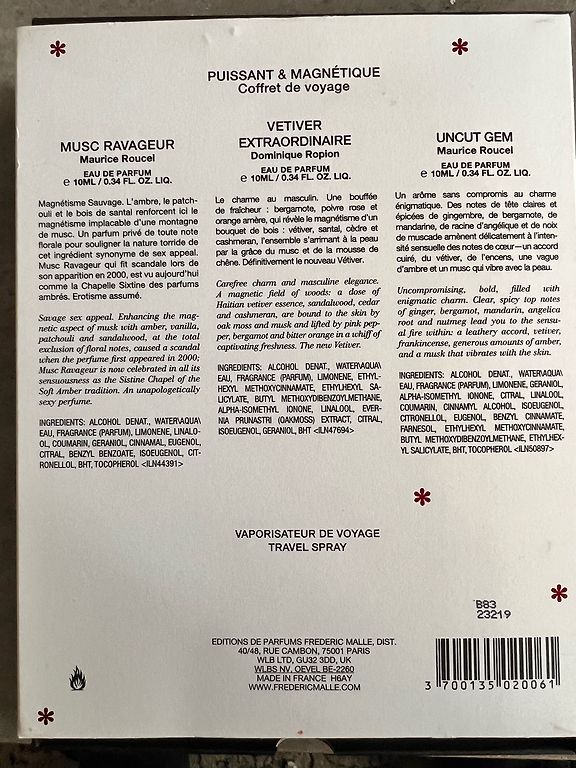 PUISSANT & MAGNÉTIQUE
Coffret de voyage
MUSC RAVAGEUR
Maurice Roucel
EAU DE PARFUM
℮ 10ML / 0.34 FL. OZ. LIQ.
Magnétisme Sauvage. L'ambre, le patch-
ouli et le bois de santal renforcent ici le
magnétisme implacable d'une montagne
de musc. Un parfum privé de toute note
florale pour souligner la nature torride de
cet ingrédient synonyme de sex appeal.
Musc Ravageur qui fit scandale lors de
son apparition en 2000, est vu aujourd'hui
comme la Chapelle Sixtine des parfums
ambrés. Erotisme assumé.
Savage sex appeal. Enhancing the mag-
netic aspect of musk with amber, vanilla,
patchouli and sandalwood, at the total
exclusion of floral notes, caused a scandal
when the perfume first appeared in 2000;
Musc Ravageur is now celebrated in all its
sensuousness as the Sistine Chapel of the
Soft Amber tradition. An unapologetically
sexy perfume.
INGREDIENTS: ALCOHOL DENAT., WATER\AQUA\
EAU, FRAGRANCE (PARFUM), LIMONENE, LINALO-
OL, COUMARIN, GERANIOL, CINNAMAL, EUGENOL,
CITRAL, BENZYL BENZOATE, ISOEUGENOL, CIT-
RONELLOL, BHT, TOCOPHEROL <ILN44391>
VETIVER
EXTRAORDINAIRE
Dominique Ropion
EAU DE PARFUM
℮ 10ML / 0.34 FL. OZ. LIQ.
Le charme au masculin. Une bouffée
de fraîcheur : bergamote, poivre rose et
orange amère, qui révèle le magnétisme d'un
bouquet de bois : vétiver, santal, cèdre et
cashmeran, l'ensemble s'arrimant à la peau
par la grâce du musc et de la mousse de
chêne. Définitivement le nouveau Vétiver.
Carefree charm and masculine elegance.
A magnetic field of woods: a dose of
Haitian vetiver essence, sandalwood, cedar
and cashmeran, are bound to the skin by
oak moss and musk and lifted by pink pep-
per, bergamot and bitter orange in a whiff of
captivating freshness. The new Vetiver.
INGREDIENTS: ALCOHOL DENAT., WATER\AQUA\
EAU, FRAGRANCE (PARFUM), LIMONENE, ETHYL-
HEXYL METHOXYCINNAMATE, ETHYLHEXYL SA-
LICYLATE, BUTYL METHOXYDIBENZOYLMETHANE,
ALPHA-ISOMETHYL IONONE, LINALOOL, EVER-
NIA PRUNASTRI (OAKMOSS) EXTRACT, CITRAL,
ISOEUGENOL, GERANIOL, BHT <ILN47694>
UNCUT GEM
Maurice Roucel
EAU DE PARFUM
℮ 10ML / 0.34 FL. OZ. LIQ.
Un arôme sans compromis au charme
énigmatique. Des notes de tête claires et
épicées de gingembre, de bergamote, de
mandarine, de racine d'angélique et de noix
de muscade amènent délicatement à l'inten-
sité sensuelle des notes de cœur—un accord
cuiré, du vétiver, de l'encens, une vague
d'ambre et un musc qui vibre avec la peau.
Uncompromising, bold, filled with
enigmatic charm. Clear, spicy top notes
of ginger, bergamot, mandarin, angelica
root and nutmeg lead you to the sensu-
al fire within: a leathery accord, vetiver,
frankincense, generous amounts of amber,
and a musk that vibrates with the skin.
INGREDIENTS: ALCOHOL DENAT., WATER\AQUA\
EAU, FRAGRANCE (PARFUM), LIMONENE, GERANIOL,
ALPHA-ISOMETHYL IONONE, CITRAL, LINALOOL,
COUMARIN, CINNAMYL ALCOHOL, ISOEUGENOL,
CITRONELLOL, EUGENOL, BENZYL CINNAMATE,
FARNESOL, ETHYLHEXYL METHOXYCINNAMATE,
BUTYL METHOXYDIBENZOYLMETHANE, ETHYLHEX-
YL SALICYLATE, BHT, TOCOPHEROL <ILN50897>
VAPORISATEUR DE VOYAGE
TRAVEL SPRAY
B83
23219
EDITIONS DE PARFUMS FREDERIC MALLE, DIST.
40/48, RUE CAMBON, 75001 PARIS
WLB LTD, GU32 3DD, UK
WLBS NV. OEVEL BE-2260
MADE IN FRANCE H6AY
WWW.FREDERICMALLE.COM
3 700135 020061